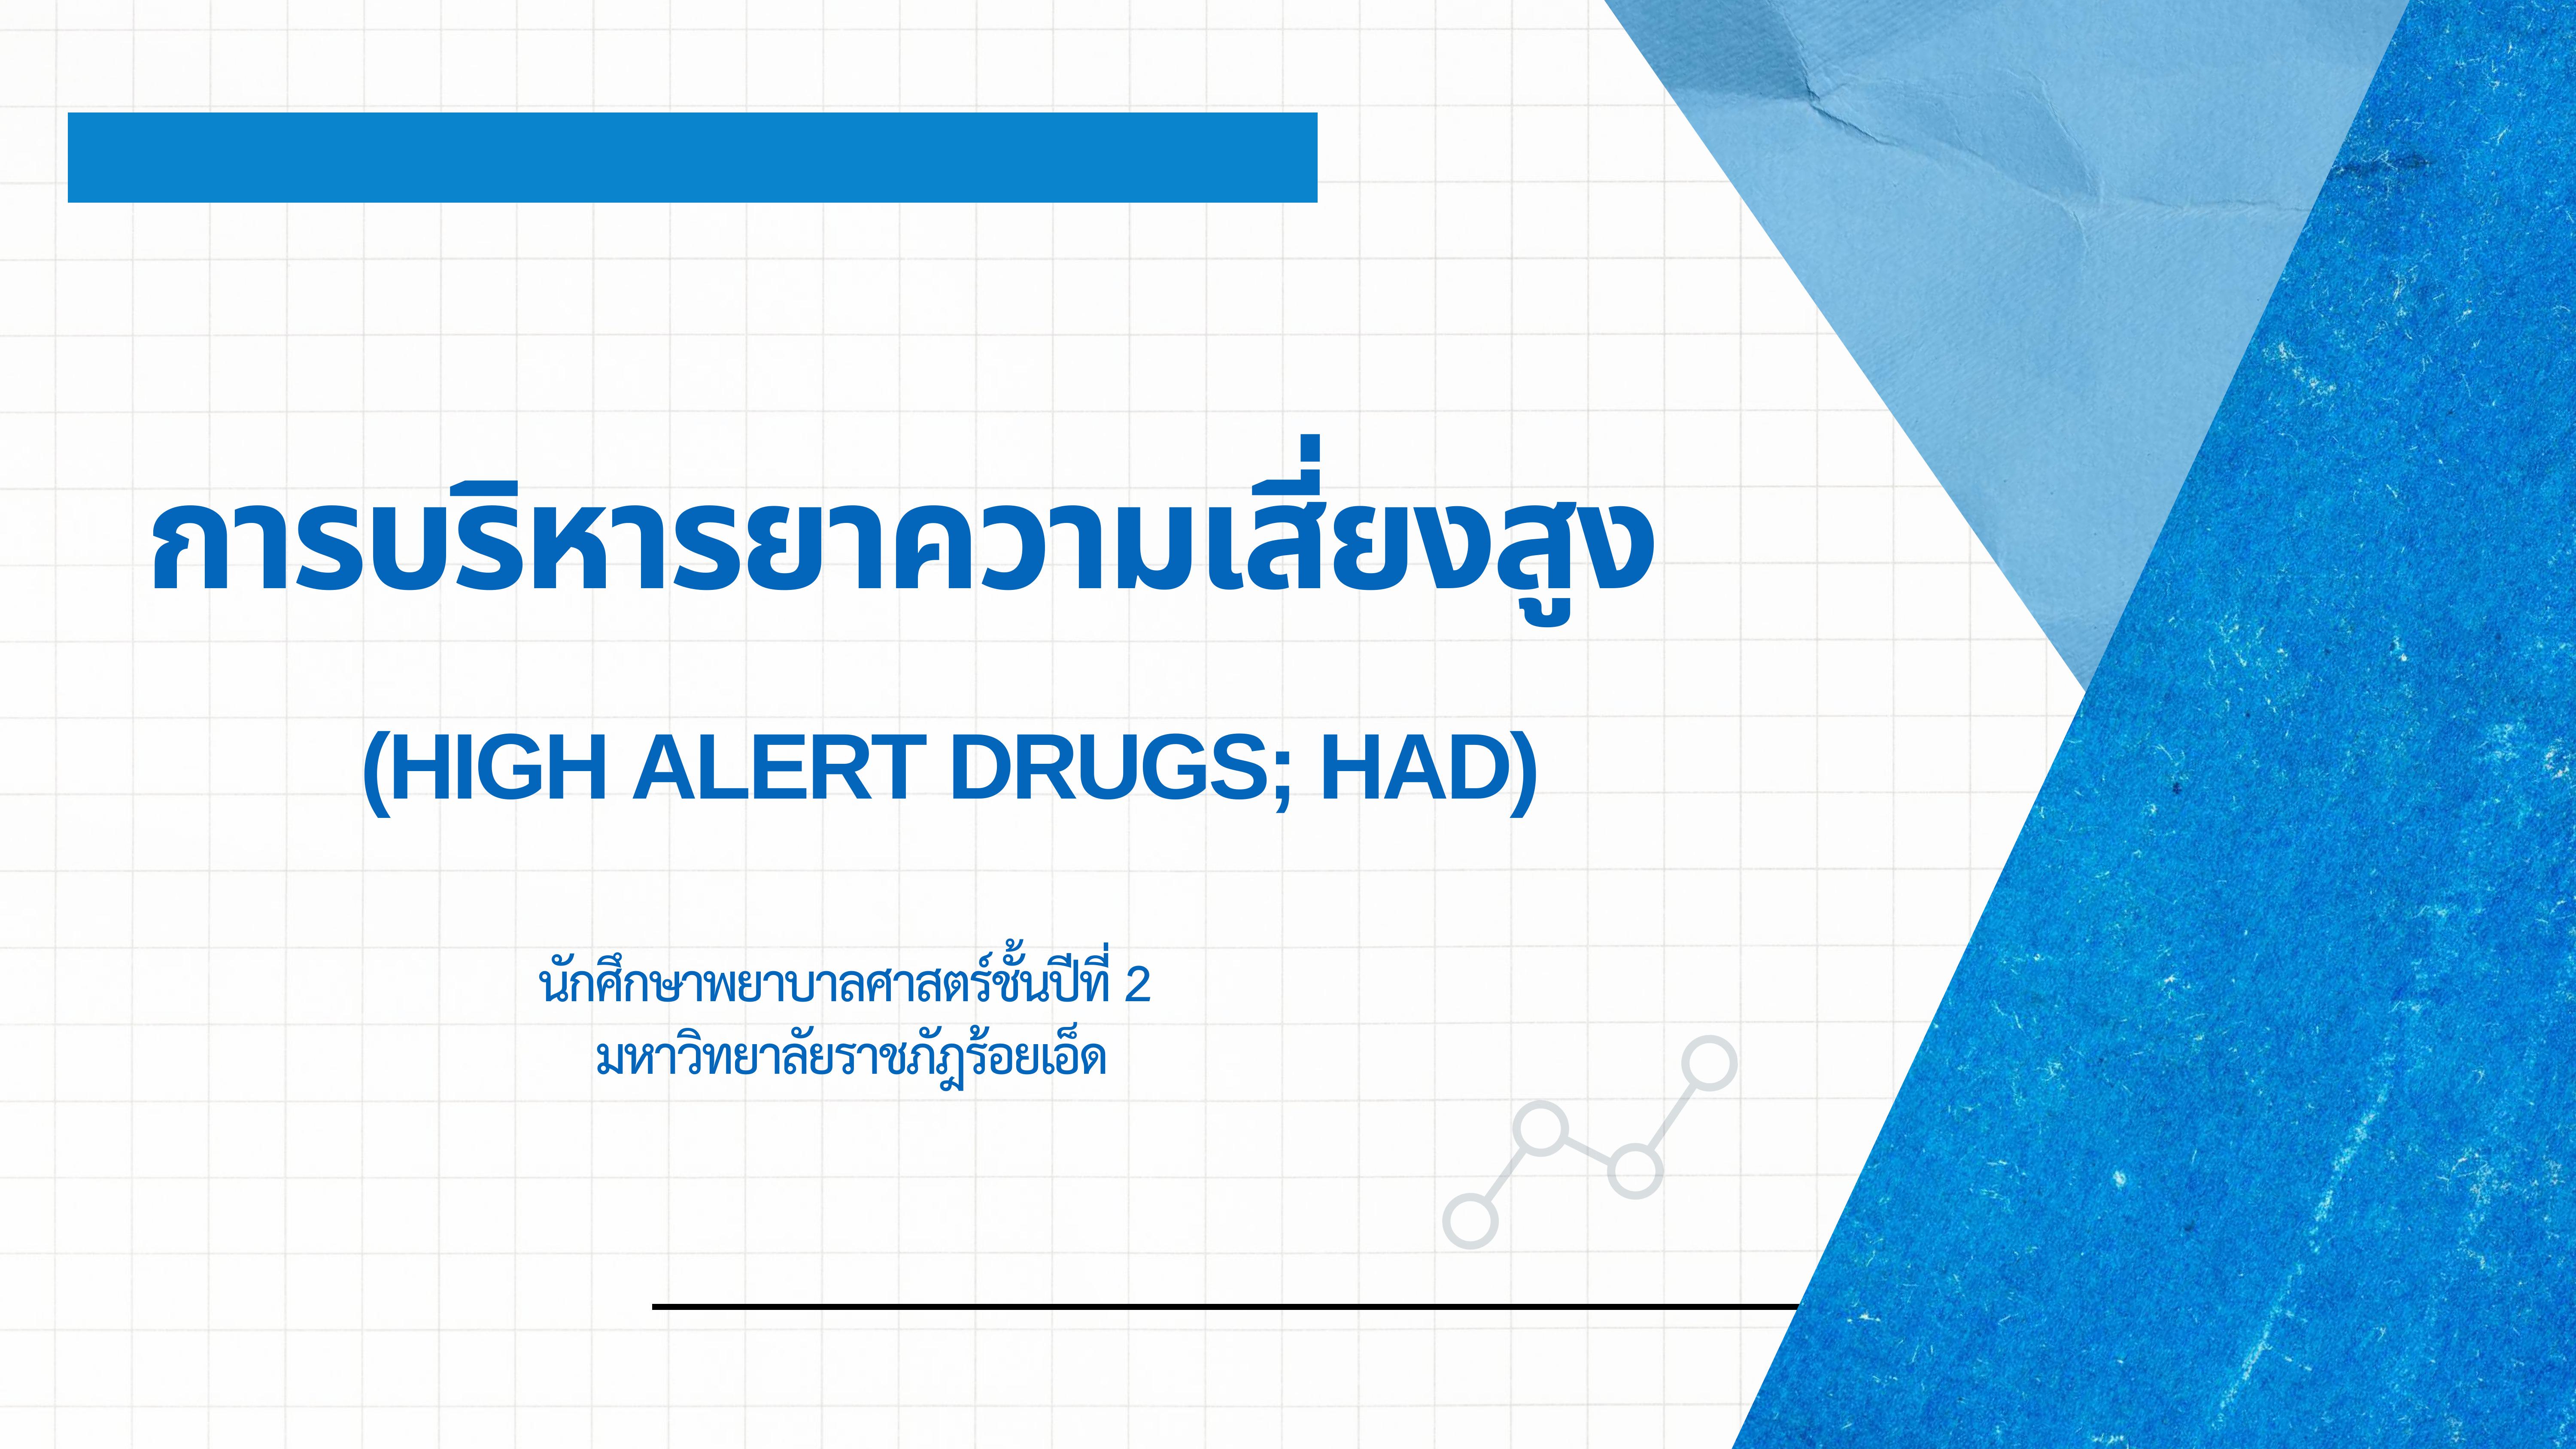 การบริหารยาความเสี่ยงสูง
(HIGH ALERT DRUGS; HAD)
นักศึกษาพยาบาลศาสตร์ชั้นปีที่ 2
มหาวิทยาลัยราชภัฏร้อยเอ็ด